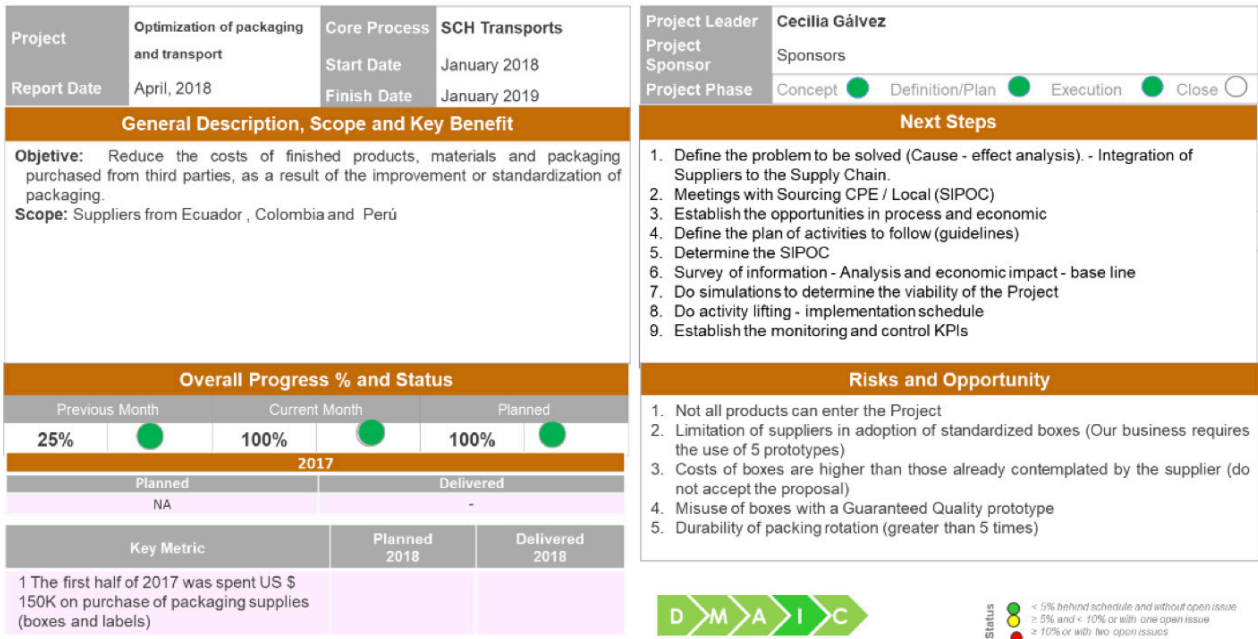 Project
Optimization of packaging
and transport
Core Process
SCH Transports
Start Date
January 2018
Report Date
April, 2018
Finish Date
January 2019
General Description, Scope and Key Benefit
Objetive: Reduce the costs of finished products, materials and packaging
purchased from third parties, as a result of the improvement or standardization of
packaging.
Scope: Suppliers from Ecuador , Colombia and Perú
Overall Progress % and Status
Previous Month
Current Month
Planned
25%
100%
100%
2017
Planned
Delivered
NA
-
Key Metric
Planned
2018
Delivered
2018
1 The first half of 2017 was spent US $
150K on purchase of packaging supplies
(boxes and labels)
Project Leader
Cecilia Gálvez
Project
Sponsor
Sponsors
Project Phase
Concept
Definition/Plan
Execution
Close
Next Steps
1. Define the problem to be solved (Cause - effect analysis). - Integration of
Suppliers to the Supply Chain.
2. Meetings with Sourcing CPE / Local (SIPOC)
3. Establish the opportunities in process and economic
4. Define the plan of activities to follow (guidelines)
5. Determine the SIPOC
6. Survey of information - Analysis and economic impact - base line
7. Do simulations to determine the viability of the Project
8. Do activity lifting - implementation schedule
9. Establish the monitoring and control KPIs
Risks and Opportunity
1. Not all products can enter the Project
2. Limitation of suppliers in adoption of standardized boxes (Our business requires
the use of 5 prototypes)
3. Costs of boxes are higher than those already contemplated by the supplier (do
not accept the proposal)
4. Misuse of boxes with a Guaranteed Quality prototype
5. Durability of packing rotation (greater than 5 times)
D M A I C
Status
< 5% behind schedule and without open issue
≥ 5% and < 10% or with one open issue
≥ 10% or with two open issues